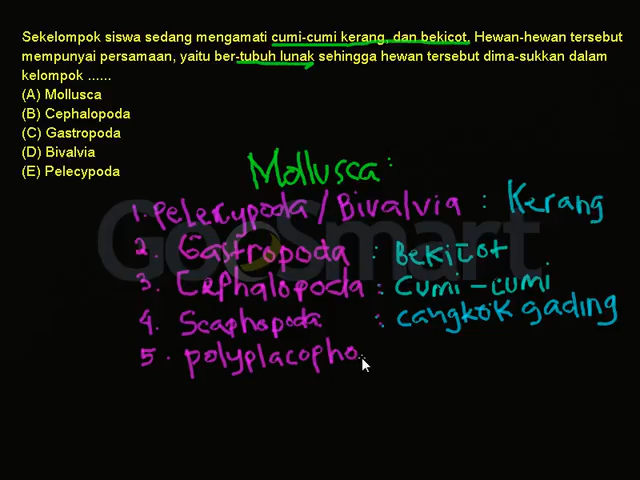 Sekelompok siswa sedang mengamati cumi-cumi kerang, dan bekicot. Hewan-hewan tersebut
mempunyai persamaan, yaitu ber-tubuh lunak sehingga hewan tersebut dima-sukkan dalam
kelompok ......
(A) Mollusca
(B) Cephalopoda
(C) Gastropoda
(D) Bivalvia
(E) Pelecypoda
Mollusca :
1. Pelecypoda / Bivalvia : Kerang
2. Gastropoda : Bekicot
3. Cephalopoda : Cumi - cumi
4. Scaphopoda : cangkok gading
5. polyplacopho
GooSmart